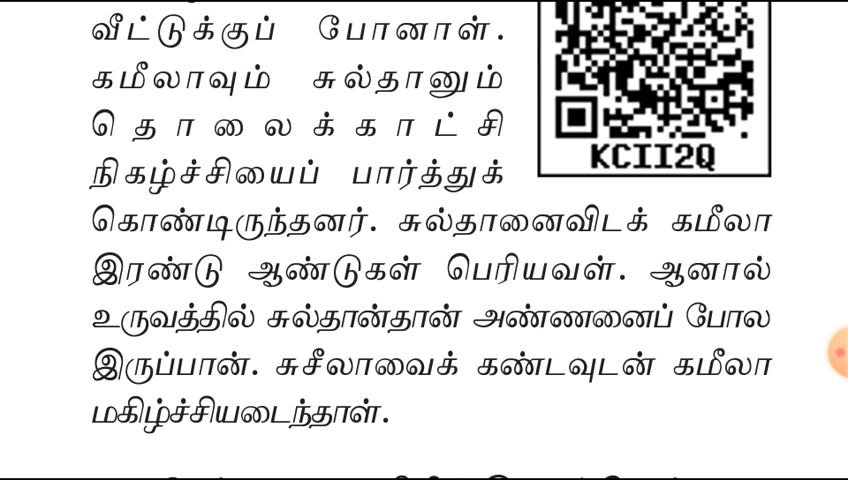 வீட்டுக்குப் போனாள்.
கமீலாவும் சுல்தானும்
தொலைக்காட்சி
நிகழ்ச்சியைப் பார்த்துக்
KCII2Q
கொண்டிருந்தனர். சுல்தானைவிடக் கமீலா
இரண்டு ஆண்டுகள் பெரியவள். ஆனால்
உருவத்தில் சுல்தான்தான் அண்ணனைப் போல
இருப்பான். சுசீலாவைக் கண்டவுடன் கமீலா
மகிழ்ச்சியடைந்தாள்.